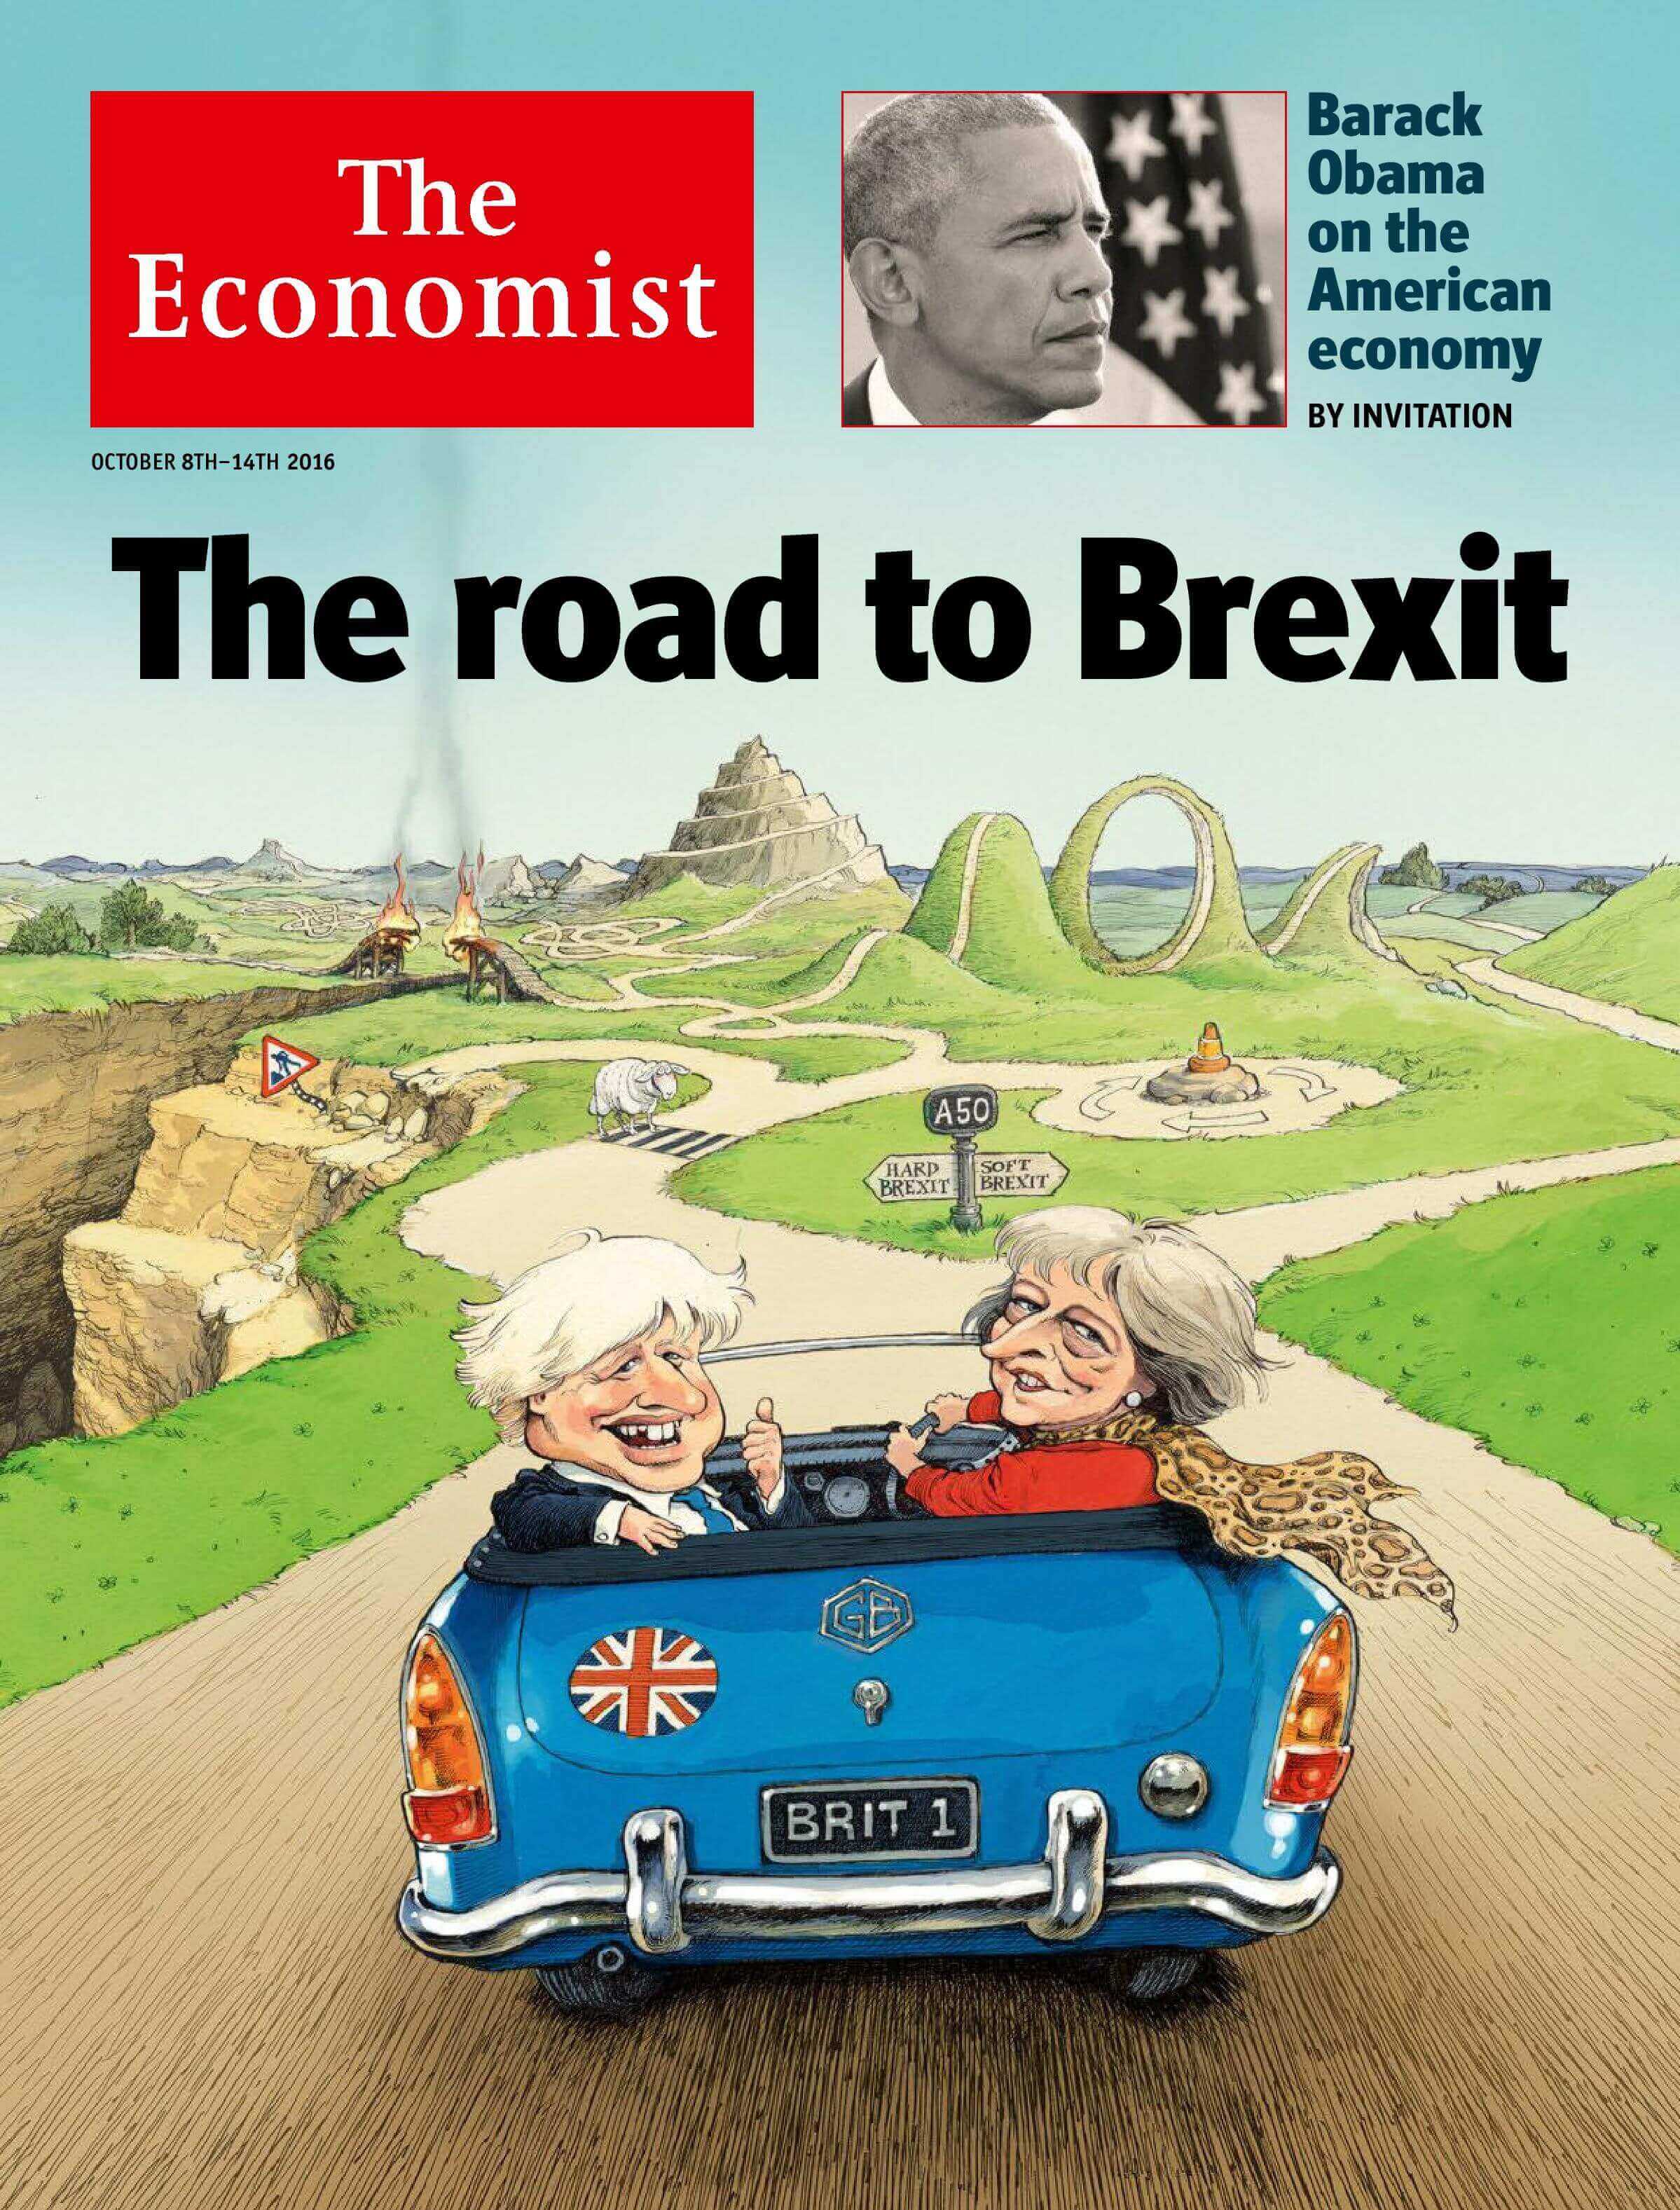 The
Economist
Barack
Obama
on the
American
economy
BY INVITATION
OCTOBER 8TH–14TH 2016
The road to Brexit
A50
HARD
BREXIT
SOFT
BREXIT
GB
BRIT 1